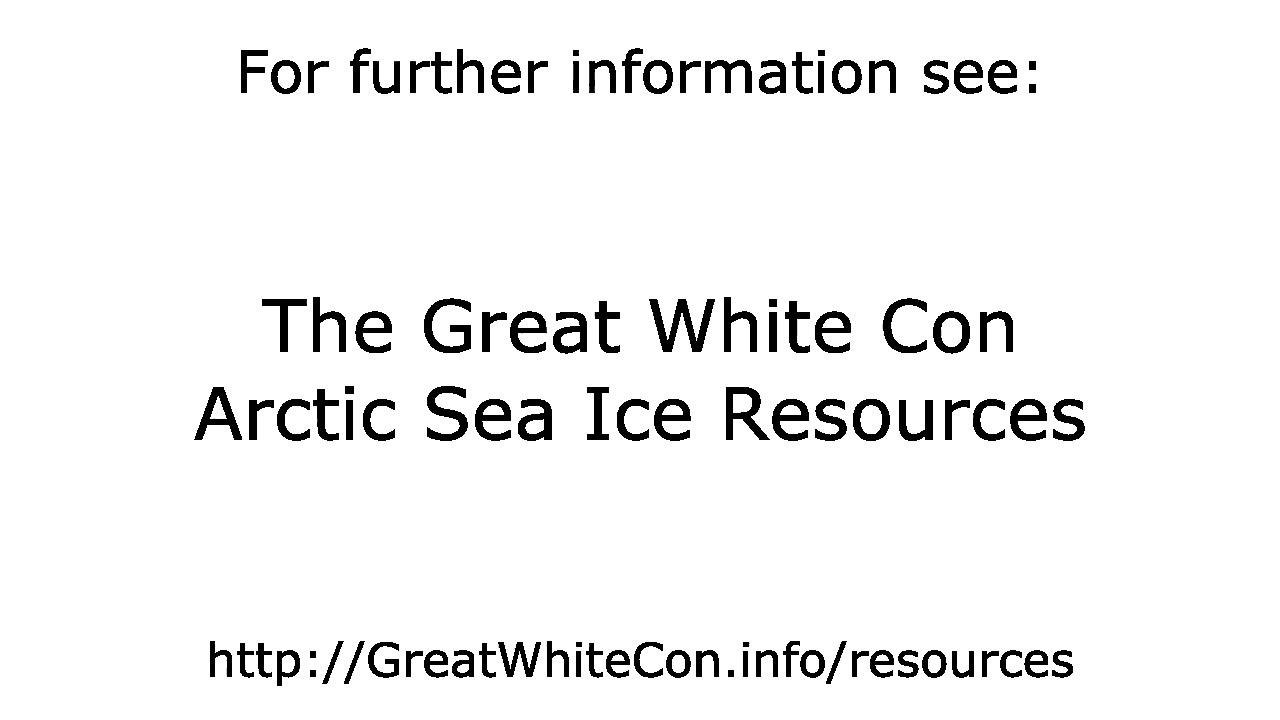 For further information see:
The Great White Con
Arctic Sea Ice Resources
http://GreatWhiteCon.info/resources